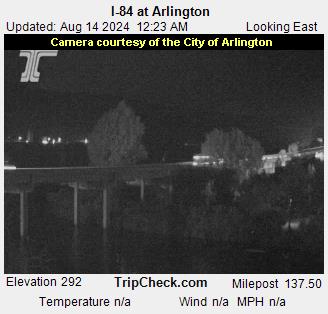 I-84 at Arlington
Updated: Aug 14 2024 12:23 AM Looking East
Camera courtesy of the City of Arlington
Elevation 292 TripCheck.com Milepost 137.50
Temperature n/a Wind n/a MPH n/a